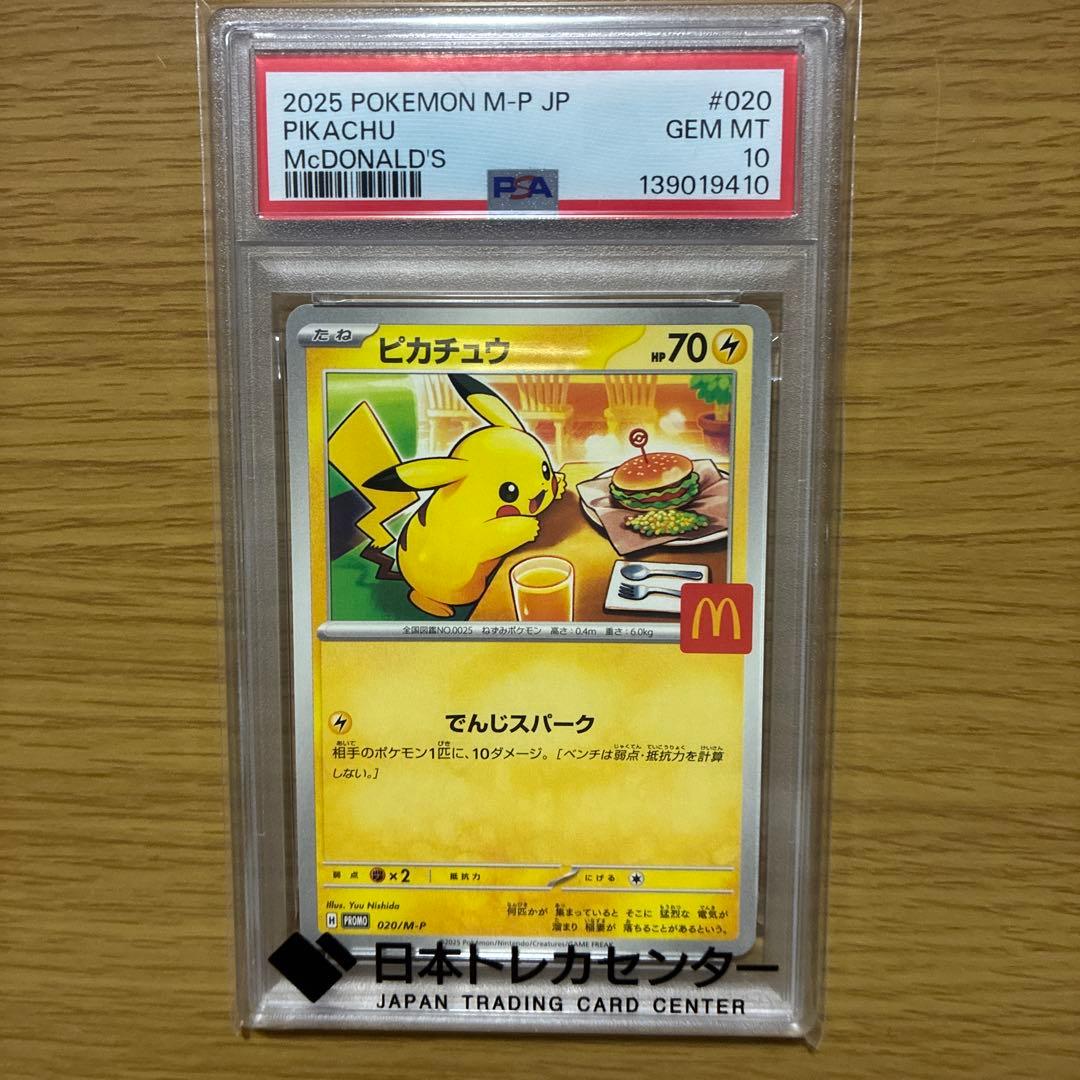 2025 POKEMON M-P JP #020
PIKACHU GEM MT
McDONALD'S 10
PSA 139019410
たね ピカチュウ HP70
全国図鑑NO.0025 ねずみポケモン 高さ:0.4m 重さ:6.0kg
でんじスパーク
相手のポケモン1匹に、10ダメージ。[ベンチは弱点・抵抗力を計算
しない。]
弱点 ×2 抵抗力 にげる
Illus. Yuu Nishida
何匹かが 集まっていると そこに 猛烈な 電気が
H PROMO 020/M-P
溜まり 稲妻が 落ちることがあるという。
©2025 Pokémon/Nintendo/Creatures/GAME FREAK
日本トレカセンター
JAPAN TRADING CARD CENTER